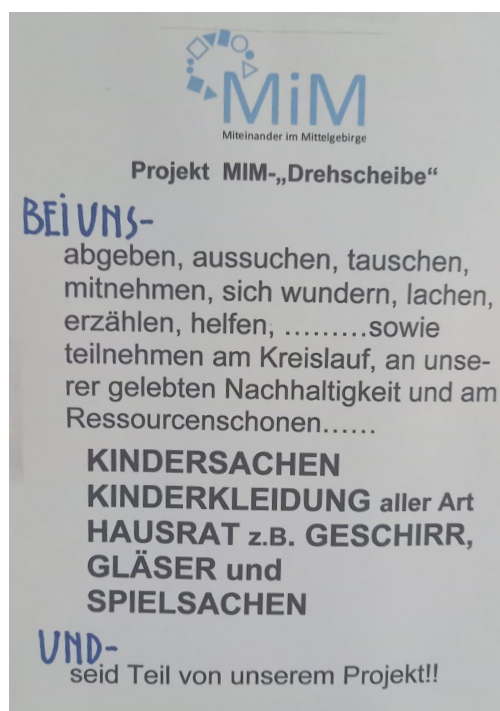 MiM
Miteinander im Mittelgebirge
Projekt MIM-„Drehscheibe“
BEI UNS-
abgeben, aussuchen, tauschen,
mitnehmen, sich wundern, lachen,
erzählen, helfen, .........sowie
teilnehmen am Kreislauf, an unse-
rer gelebten Nachhaltigkeit und am
Ressourcenschonen......
KINDERSACHEN
KINDERKLEIDUNG aller Art
HAUSRAT z.B. GESCHIRR,
GLÄSER und
SPIELSACHEN
UND-
seid Teil von unserem Projekt!!